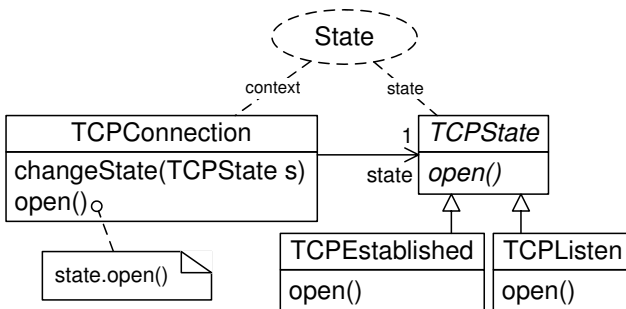 State
context
state
TCPConnection
1
TCPState
changeState(TCPState s)
state
open()
open()
state.open()
TCPEstablished
TCPListen
open()
open()